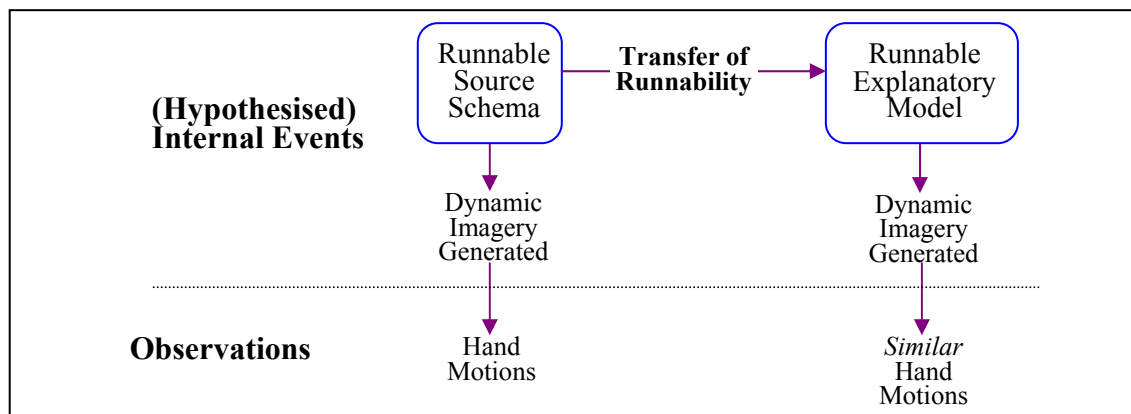 Runnable
Source
Schema
Transfer of
Runnability
Runnable
Explanatory
Model
(Hypothesised)
Internal Events
Dynamic
Imagery
Generated
Dynamic
Imagery
Generated
Observations
Hand
Motions
Similar
Hand
Motions